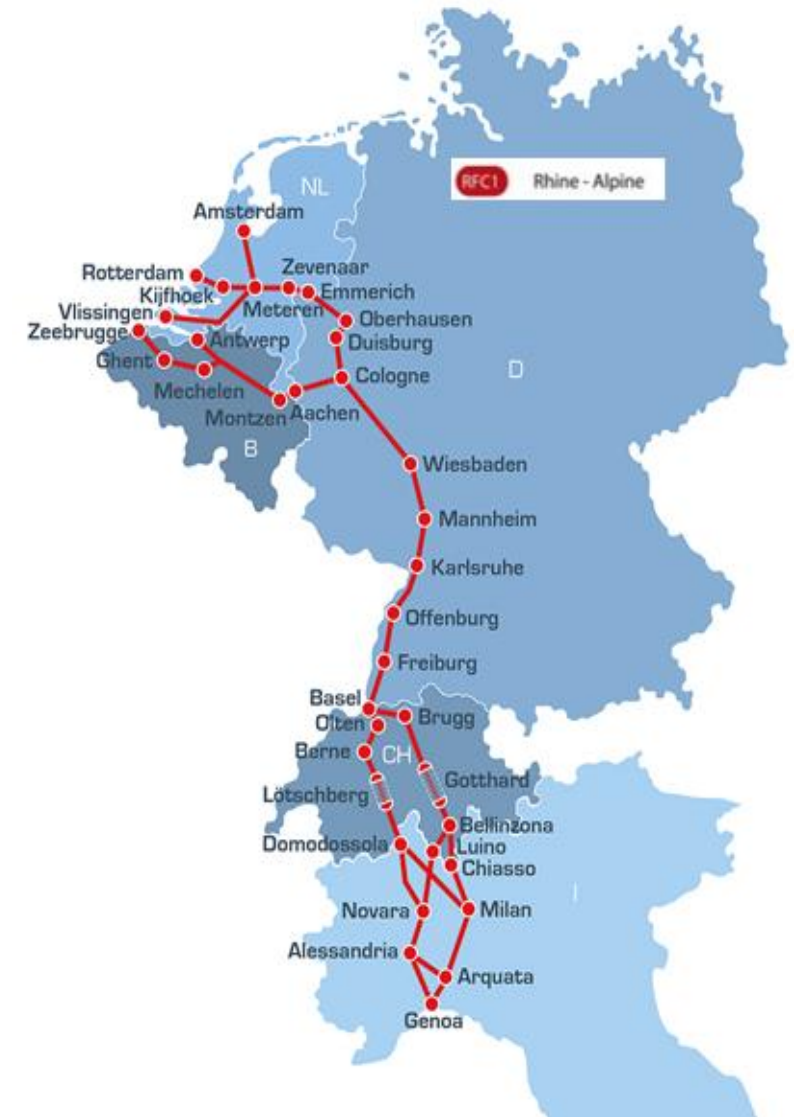 NL
RFC1 Rhine - Alpine
Amsterdam
Rotterdam
Zevenaar
Kijfhoek
Meteren
Emmerich
Vlissingen
Oberhausen
Zeebrugge
Antwerp
Duisburg
Ghent
Cologne
D
Mechelen
Montzen
Aachen
B
Wiesbaden
Mannheim
Karlsruhe
Offenburg
Freiburg
Basel
Olten
Brugg
Berne
CH
Gotthard
Lötschberg
Bellinzona
Domodossola
Luino
Chiasso
I
Novara
Milan
Alessandria
Arquata
Genoa